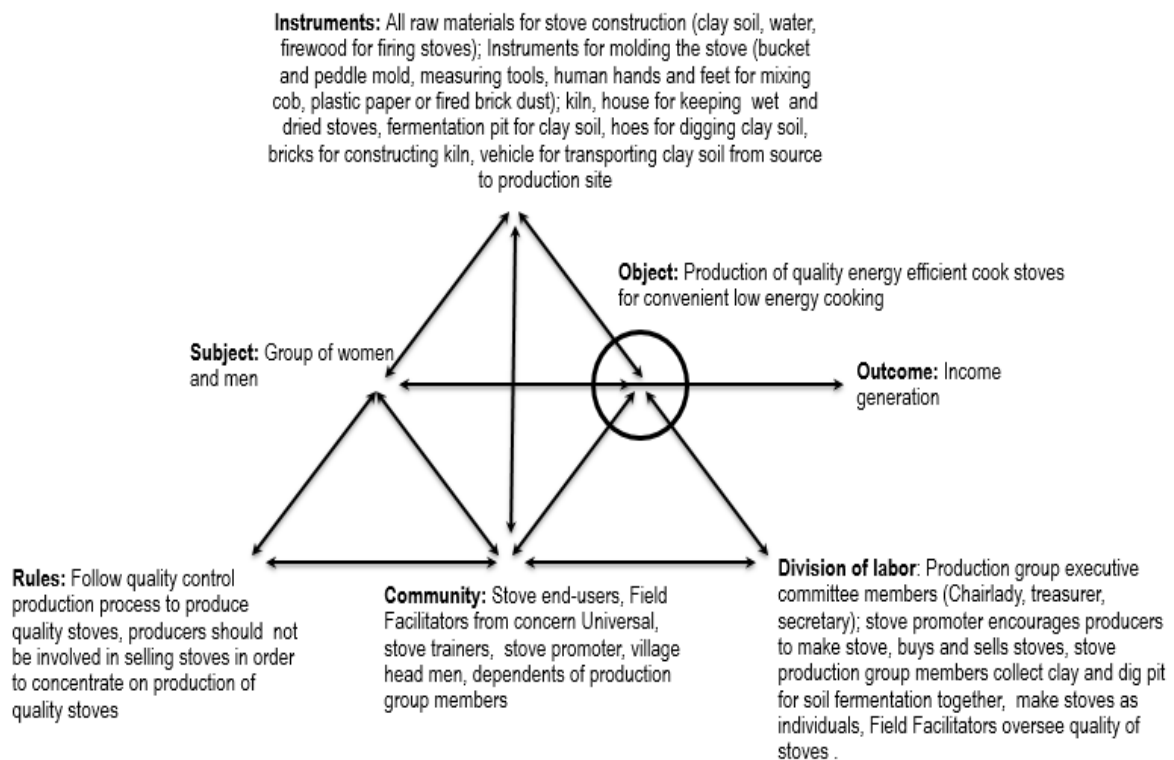 Instruments: All raw materials for stove construction (clay soil, water,
firewood for firing stoves); Instruments for molding the stove (bucket
and peddle mold, measuring tools, human hands and feet for mixing
cob, plastic paper or fired brick dust); kiln, house for keeping wet and
dried stoves, fermentation pit for clay soil, hoes for digging clay soil,
bricks for constructing kiln, vehicle for transporting clay soil from source
to production site
Object: Production of quality energy efficient cook stoves
for convenient low energy cooking
Subject: Group of women
and men
Outcome: Income
generation
Rules: Follow quality control
production process to produce
quality stoves, producers should not
be involved in selling stoves in order
to concentrate on production of
quality stoves
Community: Stove end-users, Field
Facilitators from concern Universal,
stove trainers, stove promoter, village
head men, dependents of production
group members
Division of labor: Production group executive
committee members (Chairlady, treasurer,
secretary); stove promoter encourages producers
to make stove, buys and sells stoves, stove
production group members collect clay and dig pit
for soil fermentation together, make stoves as
individuals, Field Facilitators oversee quality of
stoves .